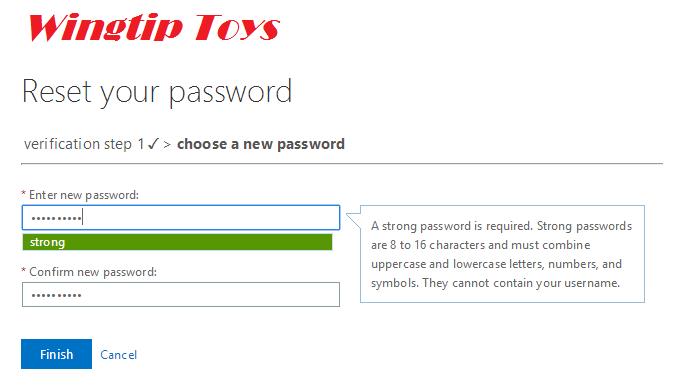 Wingtip Toys
Reset your password
verification step 1 ✓ > choose a new password
* Enter new password:
••••••••••
strong
A strong password is required. Strong passwords
are 8 to 16 characters and must combine
uppercase and lowercase letters, numbers, and
symbols. They cannot contain your username.
* Confirm new password:
••••••••••
Finish Cancel